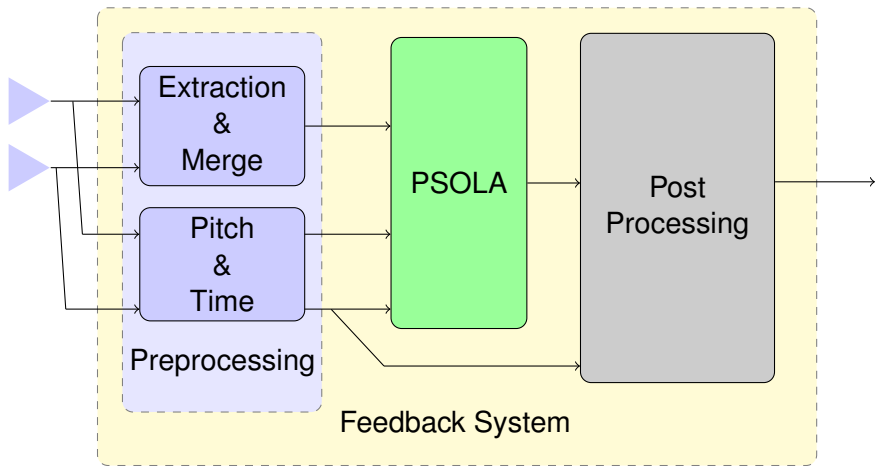 Extraction
&
Merge
Pitch
&
Time
Preprocessing
PSOLA
Post
Processing
Feedback System